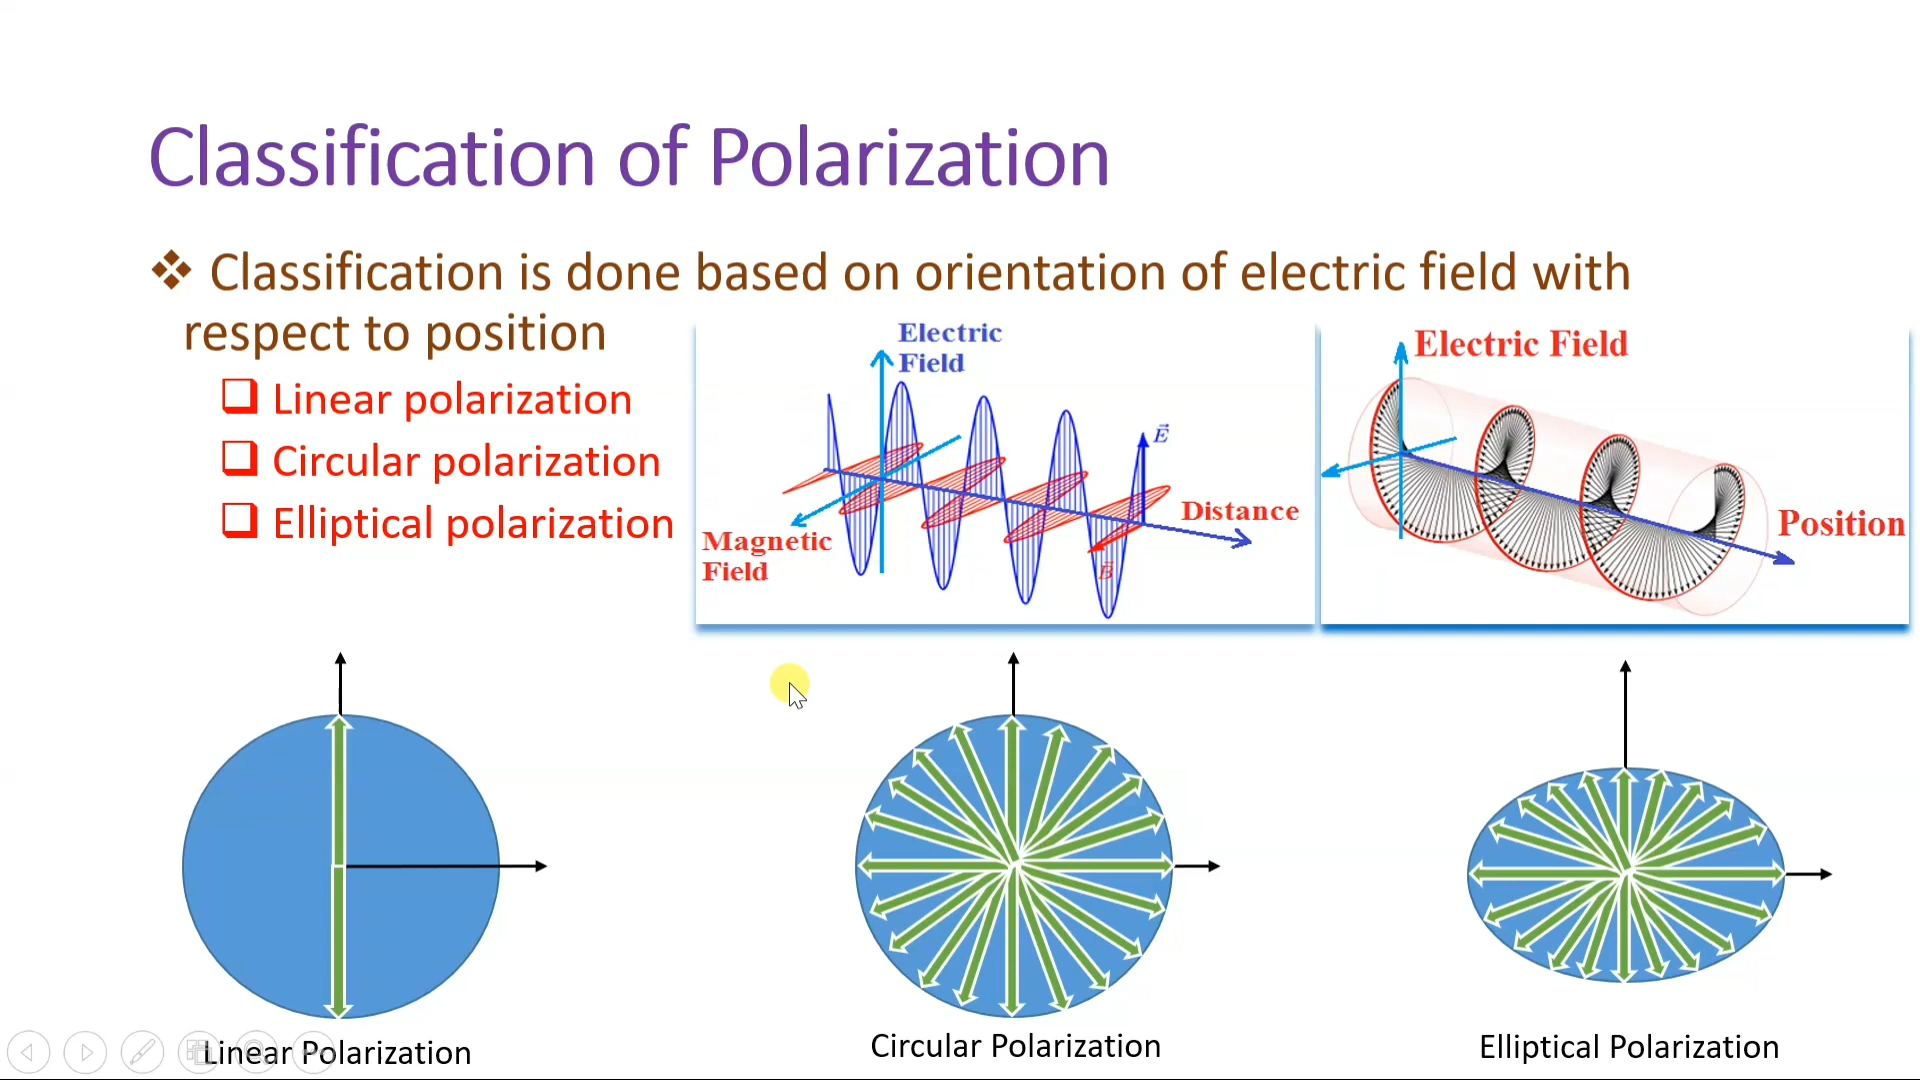 Classification of Polarization
❖ Classification is done based on orientation of electric field with
respect to position
❑ Linear polarization
❑ Circular polarization
❑ Elliptical polarization
Electric
Field
E
Distance
Magnetic
Field
B
Electric Field
Position
Linear Polarization
Circular Polarization
Elliptical Polarization